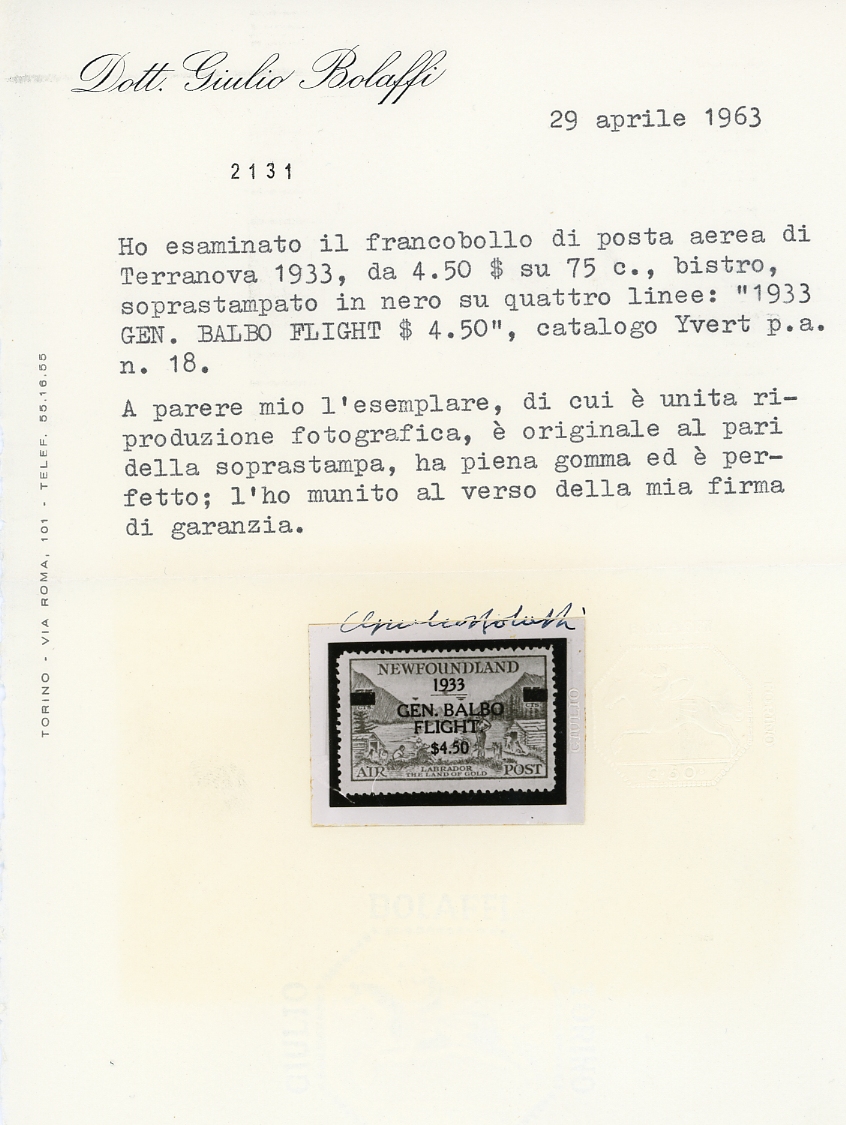 Dott. Giulio Bolaffi
29 aprile 1963
2131
Ho esaminato il francobollo di posta aerea di
Terranova 1933, da 4.50 $ su 75 c., bistro,
soprastampato in nero su quattro linee: "1933
GEN. BALBO FLIGHT $ 4.50", catalogo Yvert p.a.
n. 18.
A parere mio l'esemplare, di cui è unita ri-
produzione fotografica, è originale al pari
della soprastampa, ha piena gomma ed è per-
fetto; l'ho munito al verso della mia firma
di garanzia.
TORINO - VIA ROMA, 101 - TELEF. 55.16.55
NEWFOUNDLAND
1933
GEN. BALBO
FLIGHT.
$4.50
LABRADOR
THE LAND OF GOLD
AIR POST
GIULIO